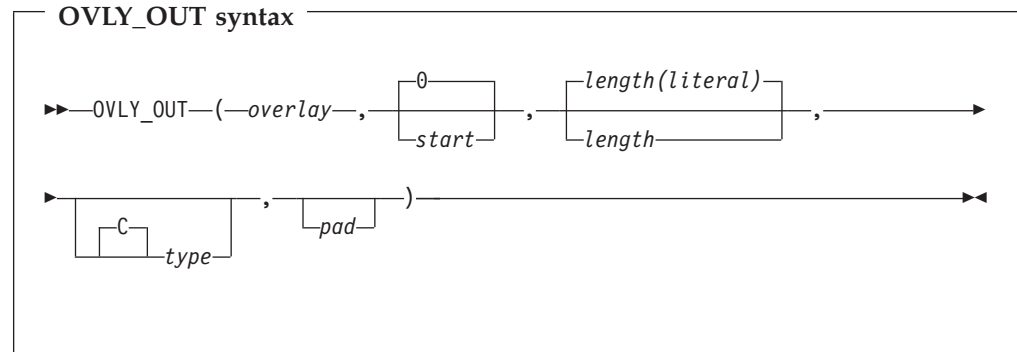 OVLY_OUT syntax
0 length(literal)
OVLY_OUT ( overlay , start , length ,
C
type , pad )